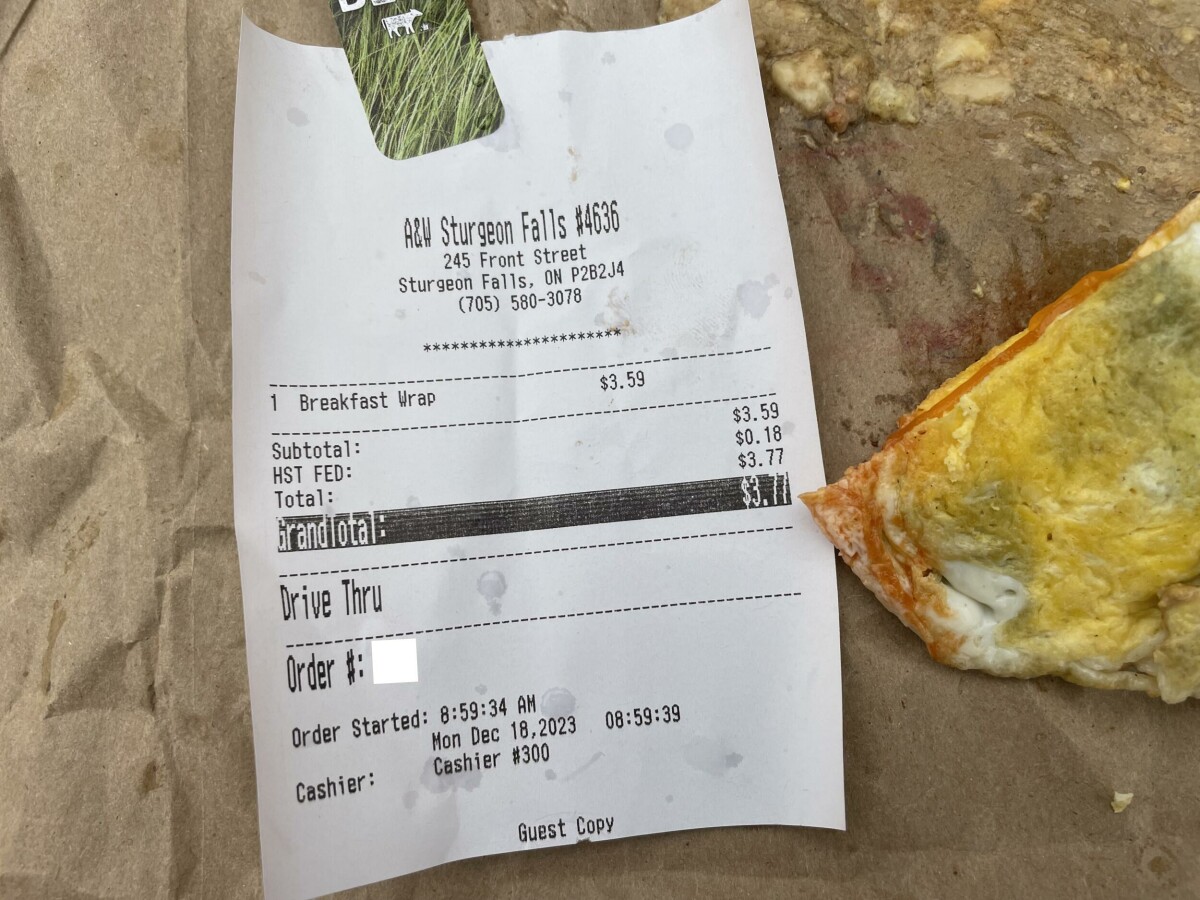 A&W Sturgeon Falls #4636
245 Front Street
Sturgeon Falls, ON P2B2J4
(705) 580-3078
*********************
1 Breakfast Wrap $3.59
Subtotal: $3.59
HST FED: $0.18
Total: $3.77
GrandTotal: $3.77
Drive Thru
Order #:
Order Started: 8:59:34 AM
Mon Dec 18,2023 08:59:39
Cashier: Cashier #300
Guest Copy